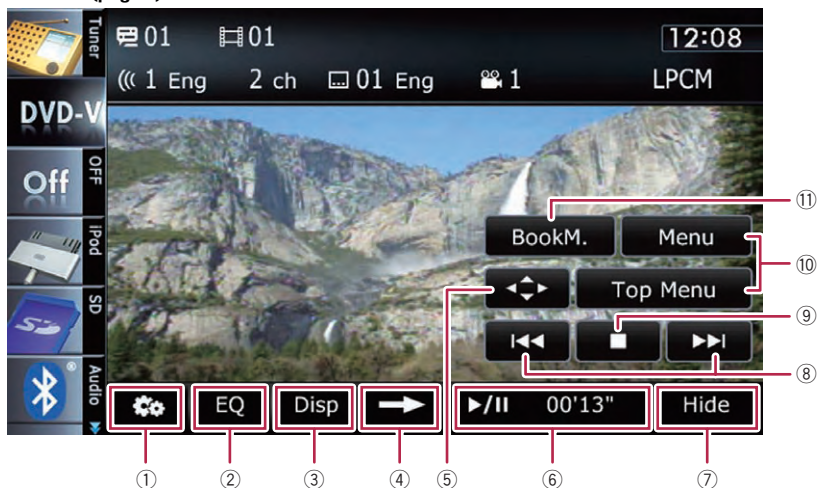 Tuner
01 01 12:08
1 Eng 2 ch 01 Eng 1 LPCM
DVD-V
OFF
Off
iPod
SD
SD
Audio
BookM. Menu
Top Menu
EQ Disp ▶/II 00'13" Hide
⑪
⑩
⑨
⑧
① ② ③ ④ ⑤ ⑥ ⑦